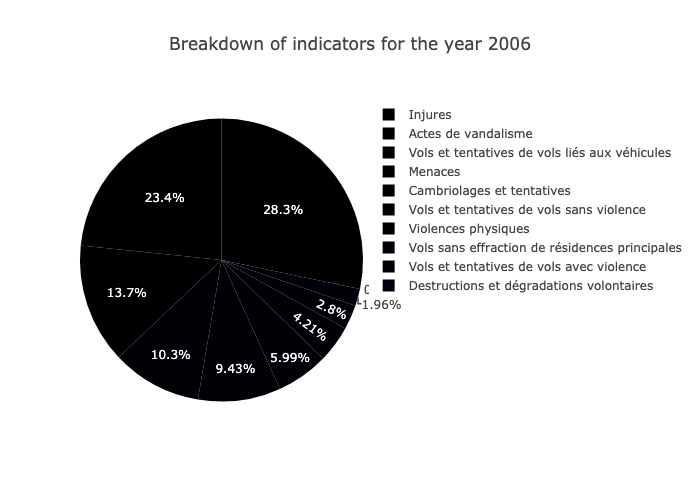 Breakdown of indicators for the year 2006
Injures
Actes de vandalisme
Vols et tentatives de vols liés aux véhicules
Menaces
Cambriolages et tentatives
Vols et tentatives de vols sans violence
Violences physiques
Vols sans effraction de résidences principales
Vols et tentatives de vols avec violence
Destructions et dégradations volontaires
23.4%
28.3%
13.7%
2.8%
1.96%
4.21%
10.3%
5.99%
9.43%